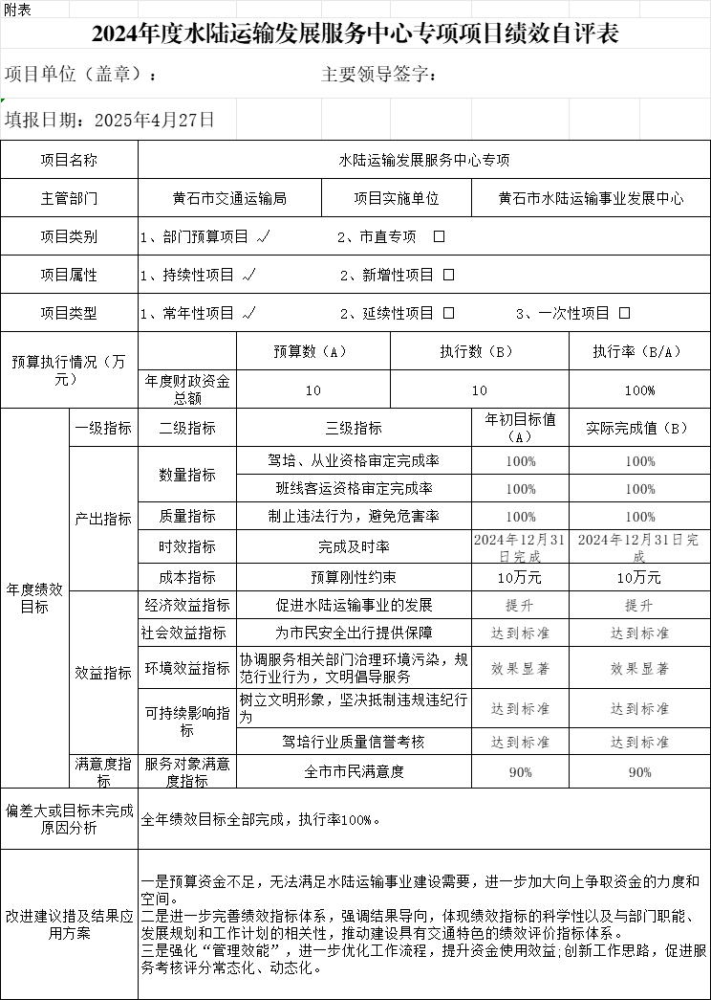 附表
2024年度水陆运输发展服务中心专项项目绩效自评表
项目单位（盖章）： 主要领导签字：
填报日期：2025年4月27日
项目名称 水陆运输发展服务中心专项
主管部门 黄石市交通运输局 项目实施单位 黄石市水陆运输事业发展中心
项目类别 1、部门预算项目 ✓ 2、市直专项 □
项目属性 1、持续性项目 ✓ 2、新增性项目 □
项目类型 1、常年性项目 ✓ 2、延续性项目 □ 3、一次性项目 □
预算执行情况（万
元）
预算数（A） 执行数（B） 执行率（B/A）
年度财政资金
总额
10 10 100%
年度绩效
目标
一级指标 二级指标 三级指标 年初目标值
（A）
实际完成值（B）
产出指标
数量指标
驾培、从业资格审定完成率 100% 100%
班线客运资格审定完成率 100% 100%
质量指标 制止违法行为，避免危害率 100% 100%
时效指标 完成及时率 2024年12月31
日完成
2024年12月31日完
成
成本指标 预算刚性约束 10万元 10万元
效益指标
经济效益指标 促进水陆运输事业的发展 提升 提升
社会效益指标 为市民安全出行提供保障 达到标准 达到标准
环境效益指标 协调服务相关部门治理环境污染，规
范行业行为，文明倡导服务
效果显著 效果显著
可持续影响指
标
树立文明形象，坚决抵制违规违纪行
为
达到标准 达到标准
驾培行业质量信誉考核 达到标准 达到标准
满意度指
标
服务对象满意
度指标
全市市民满意度 90% 90%
偏差大或目标未完成
原因分析
全年绩效目标全部完成，执行率100%。
改进建议措及结果应
用方案
一是预算资金不足，无法满足水陆运输事业建设需要，进一步加大向上争取资金的力度和
空间。
二是进一步完善绩效指标体系，强调结果导向，体现绩效指标的科学性以及与部门职能、
发展规划和工作计划的相关性，推动建设具有交通特色的绩效评价指标体系。
三是强化“管理效能”，进一步优化工作流程，提升资金使用效益;创新工作思路，促进服
务考核评分常态化、动态化。